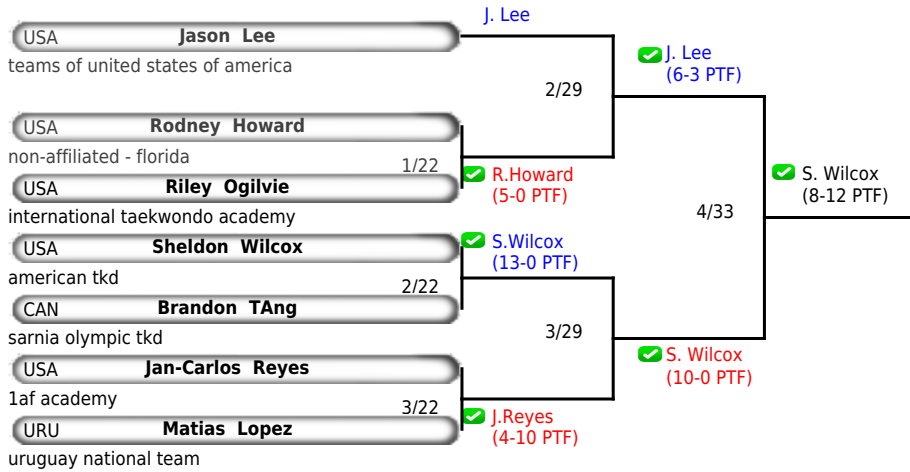 J. Lee
USA Jason Lee
teams of united states of america
J. Lee
(6-3 PTF)
2/29
USA Rodney Howard
non-affiliated - florida
1/22
R.Howard
(5-0 PTF)
USA Riley Ogilvie
international taekwondo academy
S. Wilcox
(8-12 PTF)
4/33
USA Sheldon Wilcox
american tkd
S.Wilcox
(13-0 PTF)
2/22
CAN Brandon TAng
sarnia olympic tkd
3/29
S. Wilcox
(10-0 PTF)
USA Jan-Carlos Reyes
1af academy
3/22
J.Reyes
(4-10 PTF)
URU Matias Lopez
uruguay national team